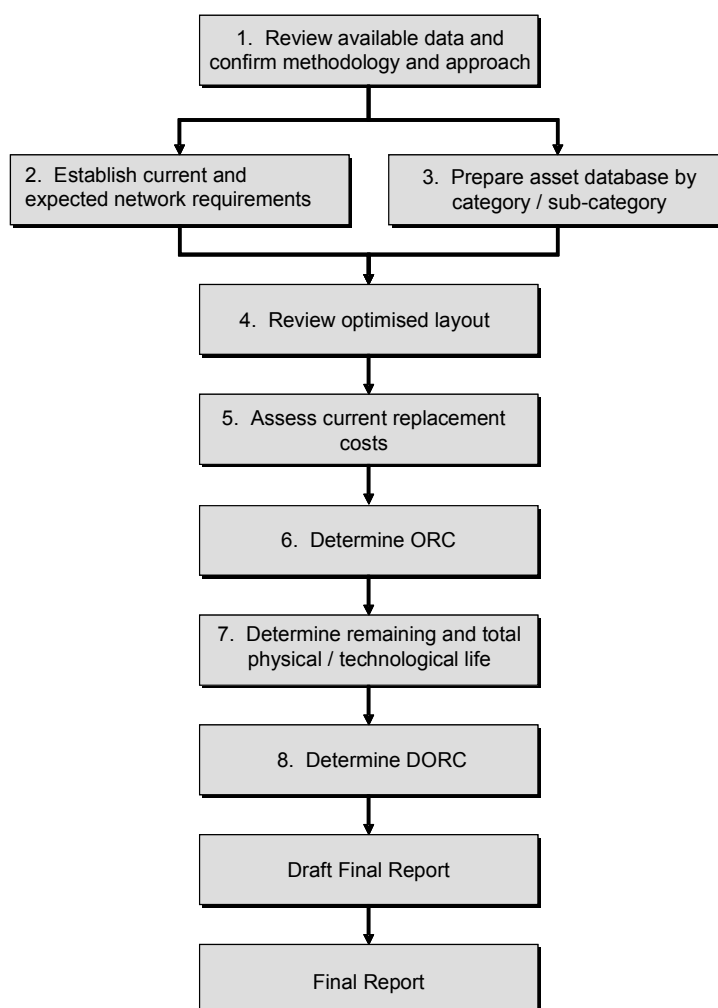 1. Review available data and
confirm methodology and approach
2. Establish current and
expected network requirements
3. Prepare asset database by
category / sub-category
4. Review optimised layout
5. Assess current replacement
costs
6. Determine ORC
7. Determine remaining and total
physical / technological life
8. Determine DORC
Draft Final Report
Final Report